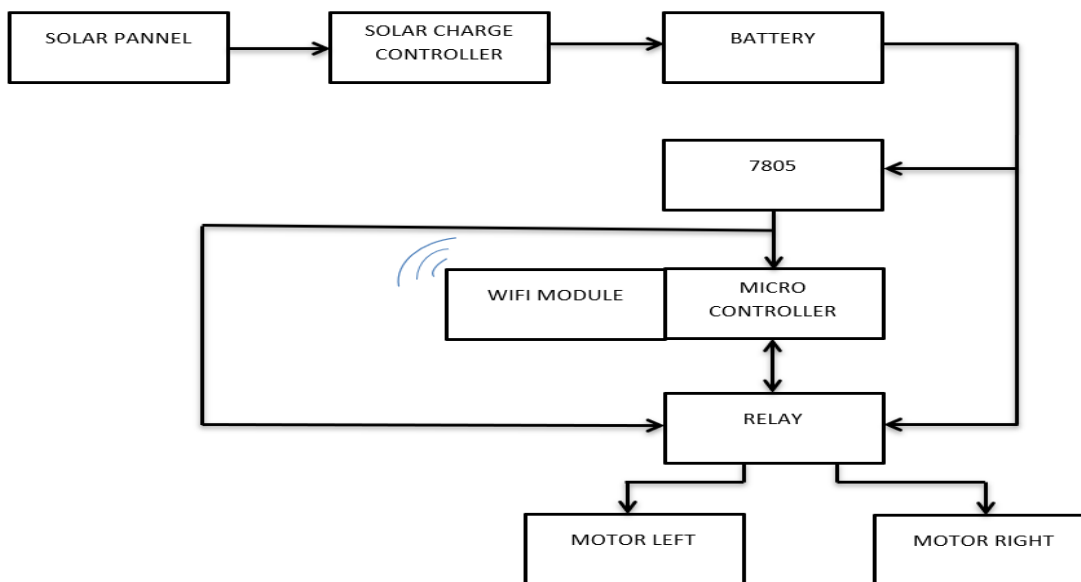 SOLAR PANNEL
SOLAR CHARGE
CONTROLLER
BATTERY
7805
WIFI MODULE
MICRO
CONTROLLER
RELAY
MOTOR LEFT
MOTOR RIGHT